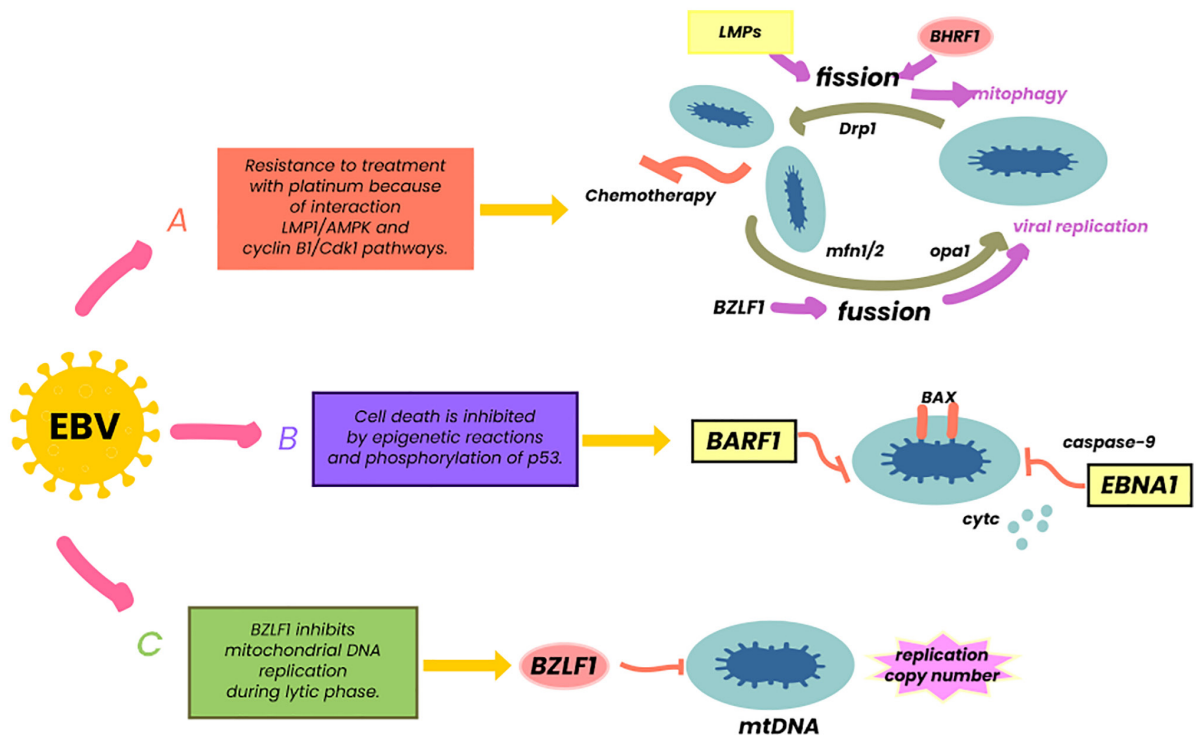 LMPs
BHRF1
fission
mitophagy
Drp1
A
Resistance to treatment
with platinum because
of interaction
LMP1/AMPK and
cyclin B1/Cdk1 pathways.
Chemotherapy
viral replication
mfn1/2
opa1
BZLF1
fussion
EBV
B
Cell death is inhibited
by epigenetic reactions
and phosphorylation of p53.
BARF1
BAX
caspase-9
EBNA1
cytc
C
BZLF1 inhibits
mitochondrial DNA
replication
during lytic phase.
BZLF1
replication
copy number
mtDNA